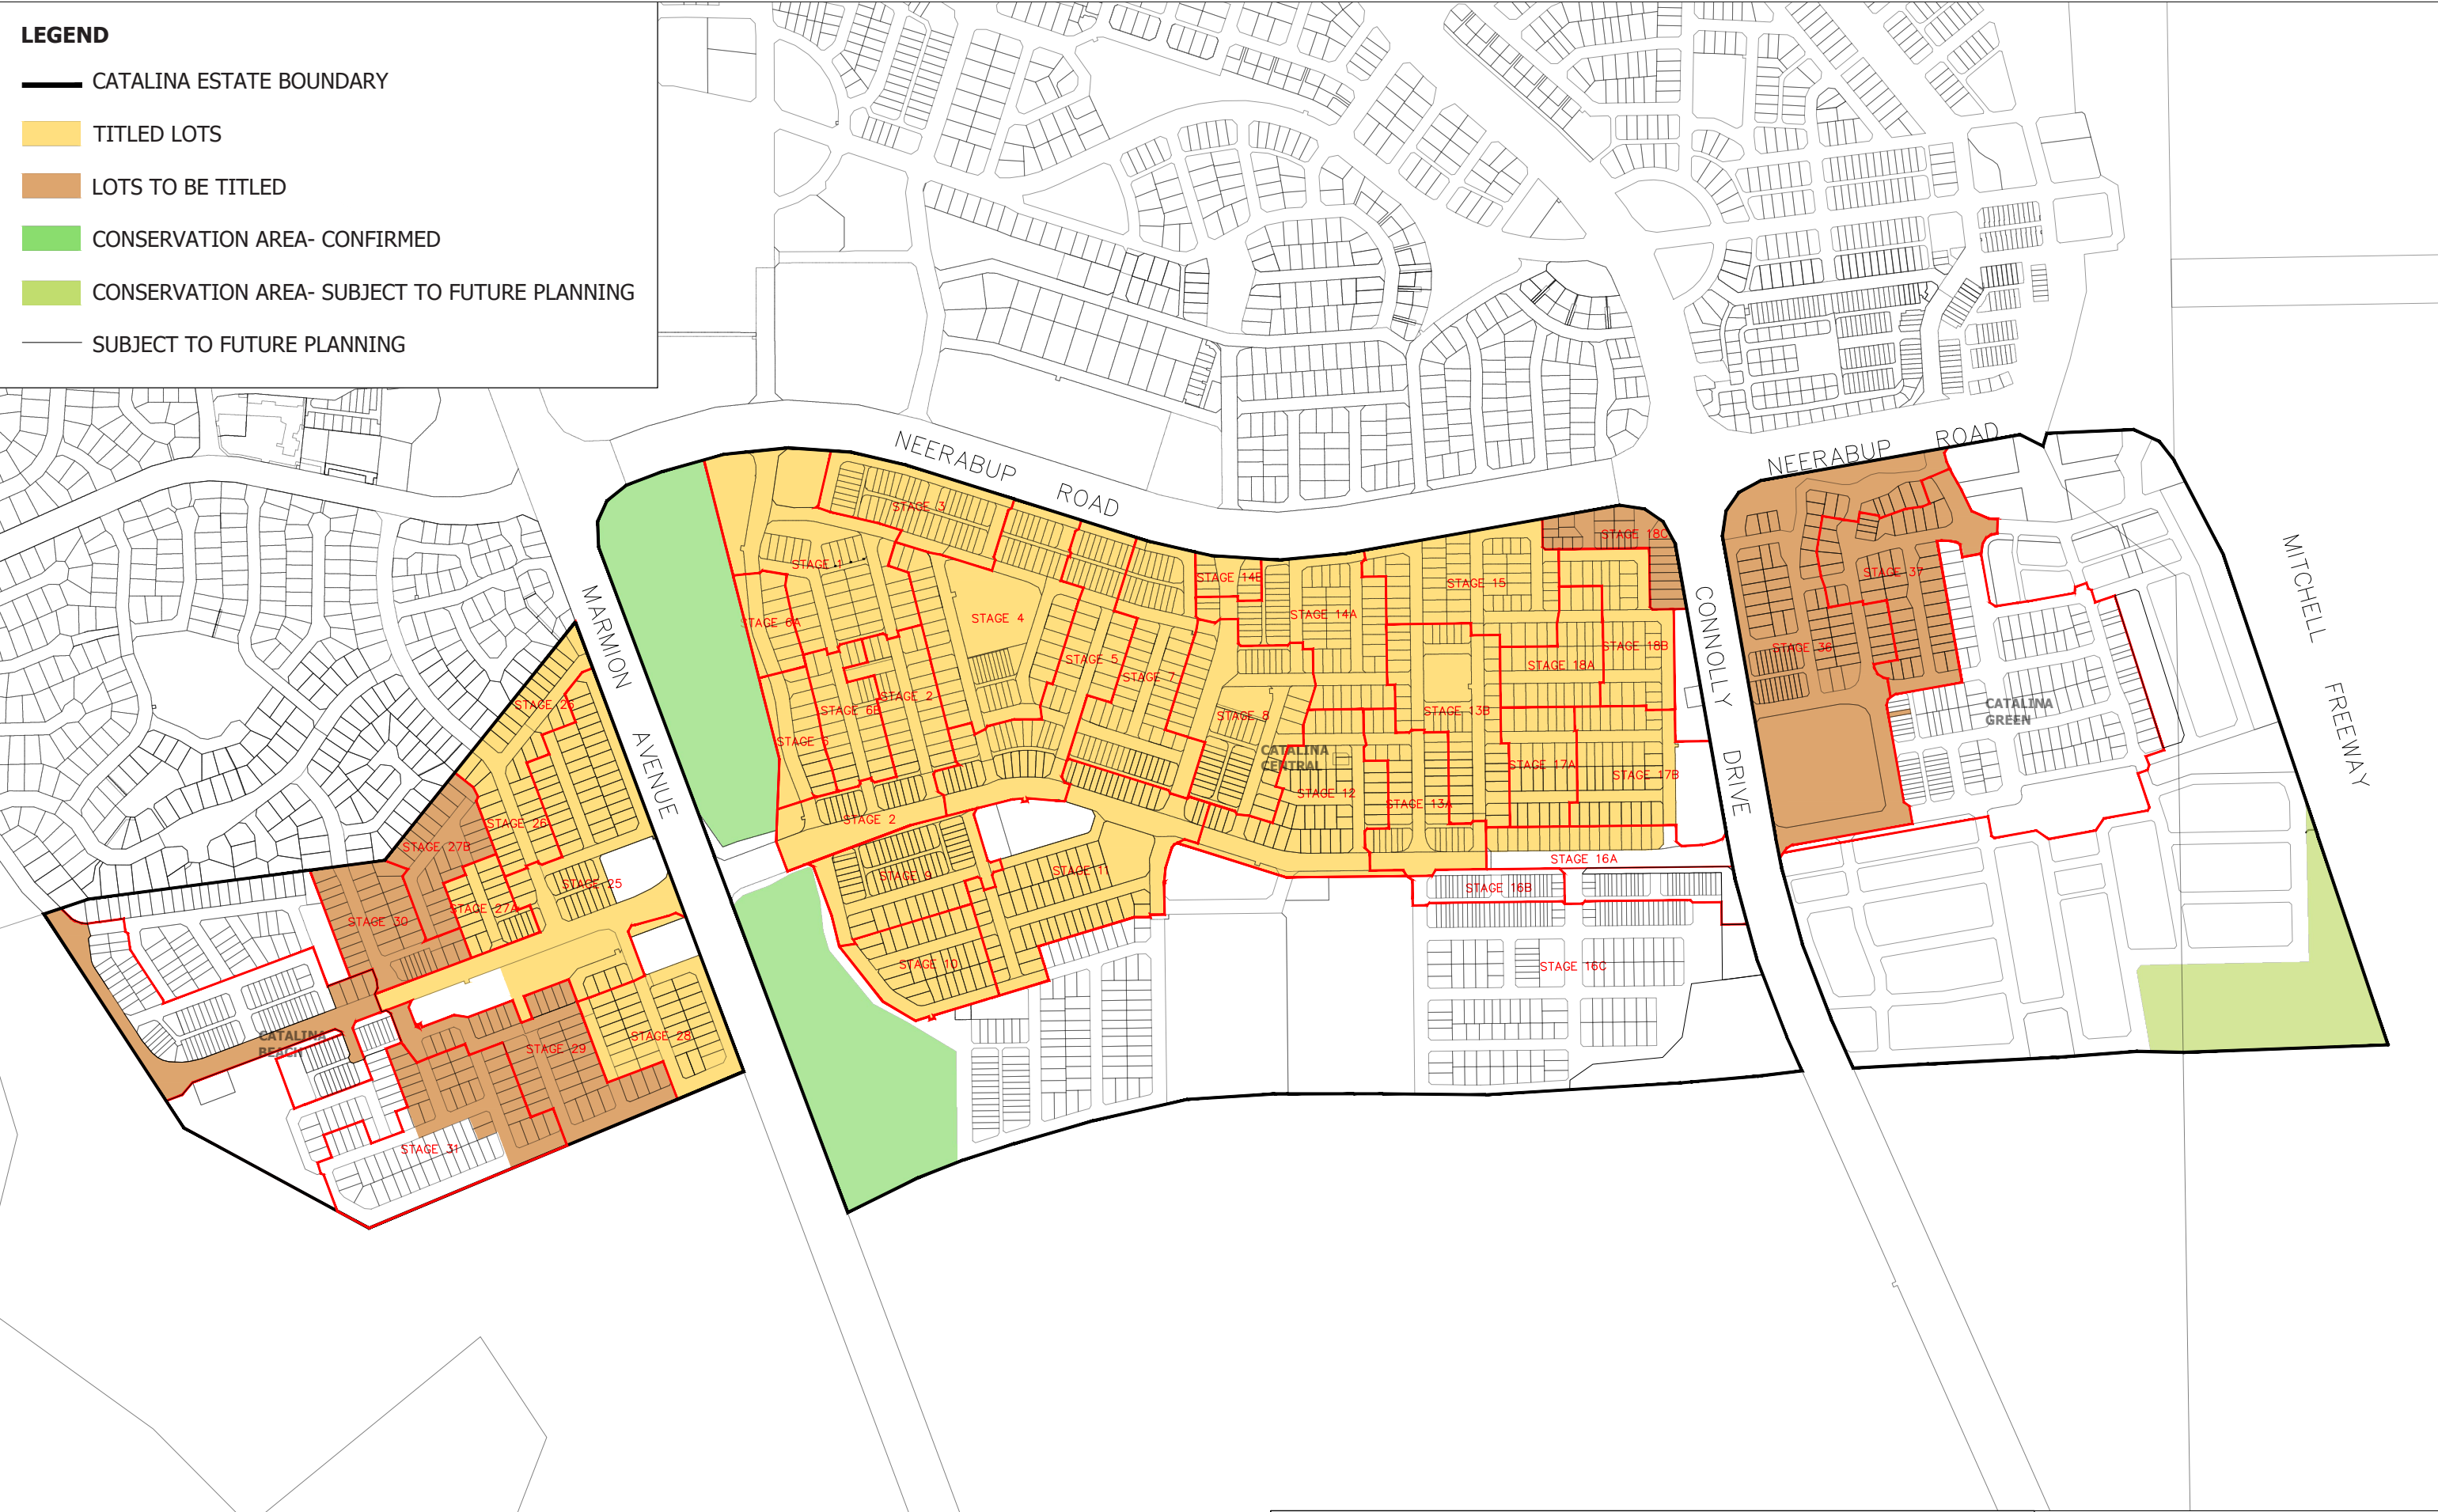 LEGEND
CATALINA ESTATE BOUNDARY
TITLED LOTS
LOTS TO BE TITLED
CONSERVATION AREA- CONFIRMED
CONSERVATION AREA- SUBJECT TO FUTURE PLANNING
SUBJECT TO FUTURE PLANNING
NEERABUP ROAD
NEERABUP ROAD
MITCHELL FREEWAY
MARMION AVENUE
CONNOLLY DRIVE
STAGE 3
STAGE 18C
STAGE 1
STAGE 14B
STAGE 15
STAGE 37
STAGE 6A
STAGE 4
STAGE 14A
STAGE 5
STAGE 18B
STAGE 36
STAGE 7
STAGE 18A
STAGE 25
STAGE 2
STAGE 6B
STAGE 8
STAGE 13B
CATALINA
GREEN
STAGE 6
CATALINA
CENTRAL
STAGE 17A
STAGE 17B
STAGE 12
STAGE 13A
STAGE 2
STAGE 26
STAGE 27B
STAGE 16A
STAGE 9
STAGE 11
STAGE 25
STAGE 16B
STAGE 27A
STAGE 30
STAGE 10
STAGE 16C
CATALINA
BEACH
STAGE 28
STAGE 29
STAGE 31